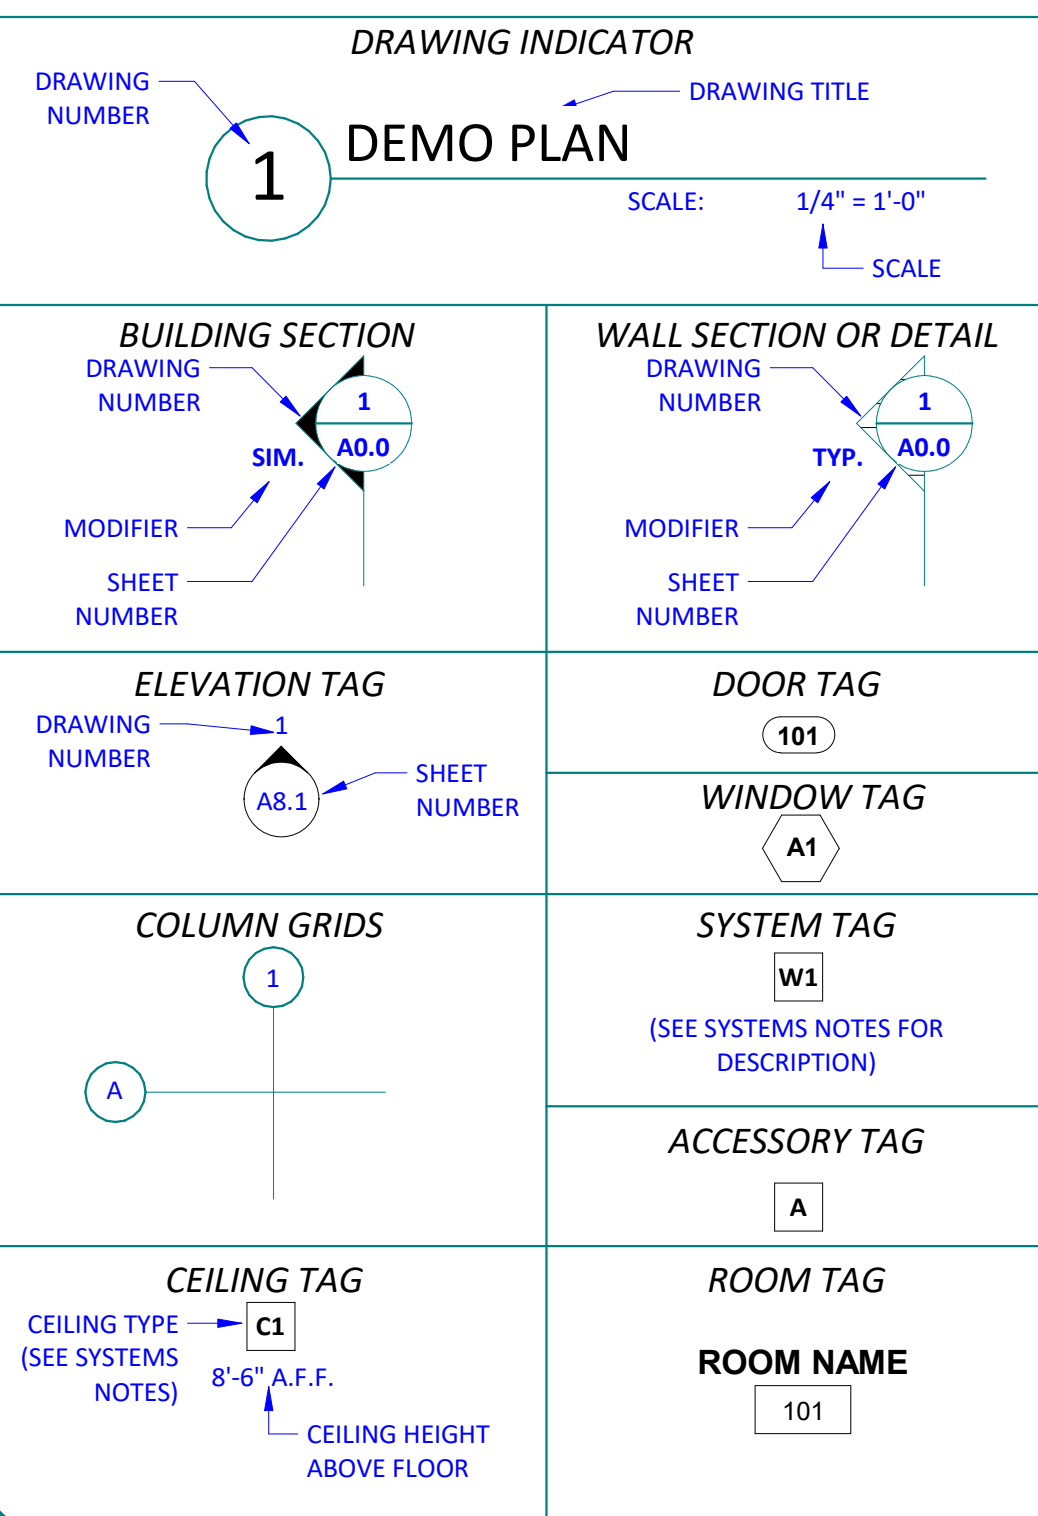 DRAWING INDICATOR
DRAWING
NUMBER
DRAWING TITLE
1
DEMO PLAN
SCALE: 1/4" = 1'-0"
SCALE
BUILDING SECTION
DRAWING
NUMBER
1
A0.0
SIM.
MODIFIER
SHEET
NUMBER
WALL SECTION OR DETAIL
DRAWING
NUMBER
1
A0.0
TYP.
MODIFIER
SHEET
NUMBER
ELEVATION TAG
DRAWING
NUMBER
1
A8.1
SHEET
NUMBER
DOOR TAG
101
WINDOW TAG
A1
COLUMN GRIDS
1
A
SYSTEM TAG
W1
(SEE SYSTEMS NOTES FOR
DESCRIPTION)
ACCESSORY TAG
A
CEILING TAG
CEILING TYPE
(SEE SYSTEMS
NOTES)
C1
8'-6" A.F.F.
CEILING HEIGHT
ABOVE FLOOR
ROOM TAG
ROOM NAME
101